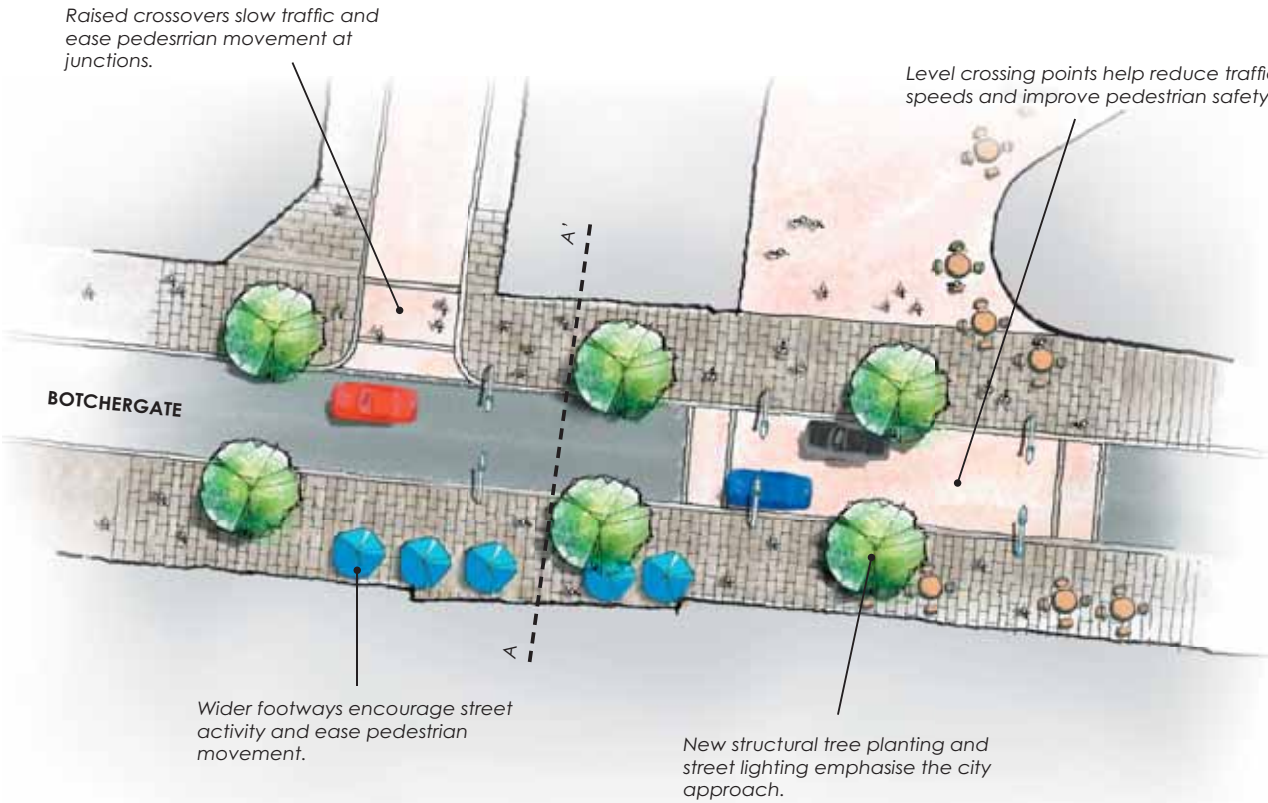 Raised crossovers slow traffic and
ease pedesrrian movement at
junctions.
Level crossing points help reduce traffic
speeds and improve pedestrian safety
A'
BOTCHERGATE
A
Wider footways encourage street
activity and ease pedestrian
movement.
New structural tree planting and
street lighting emphasise the city
approach.